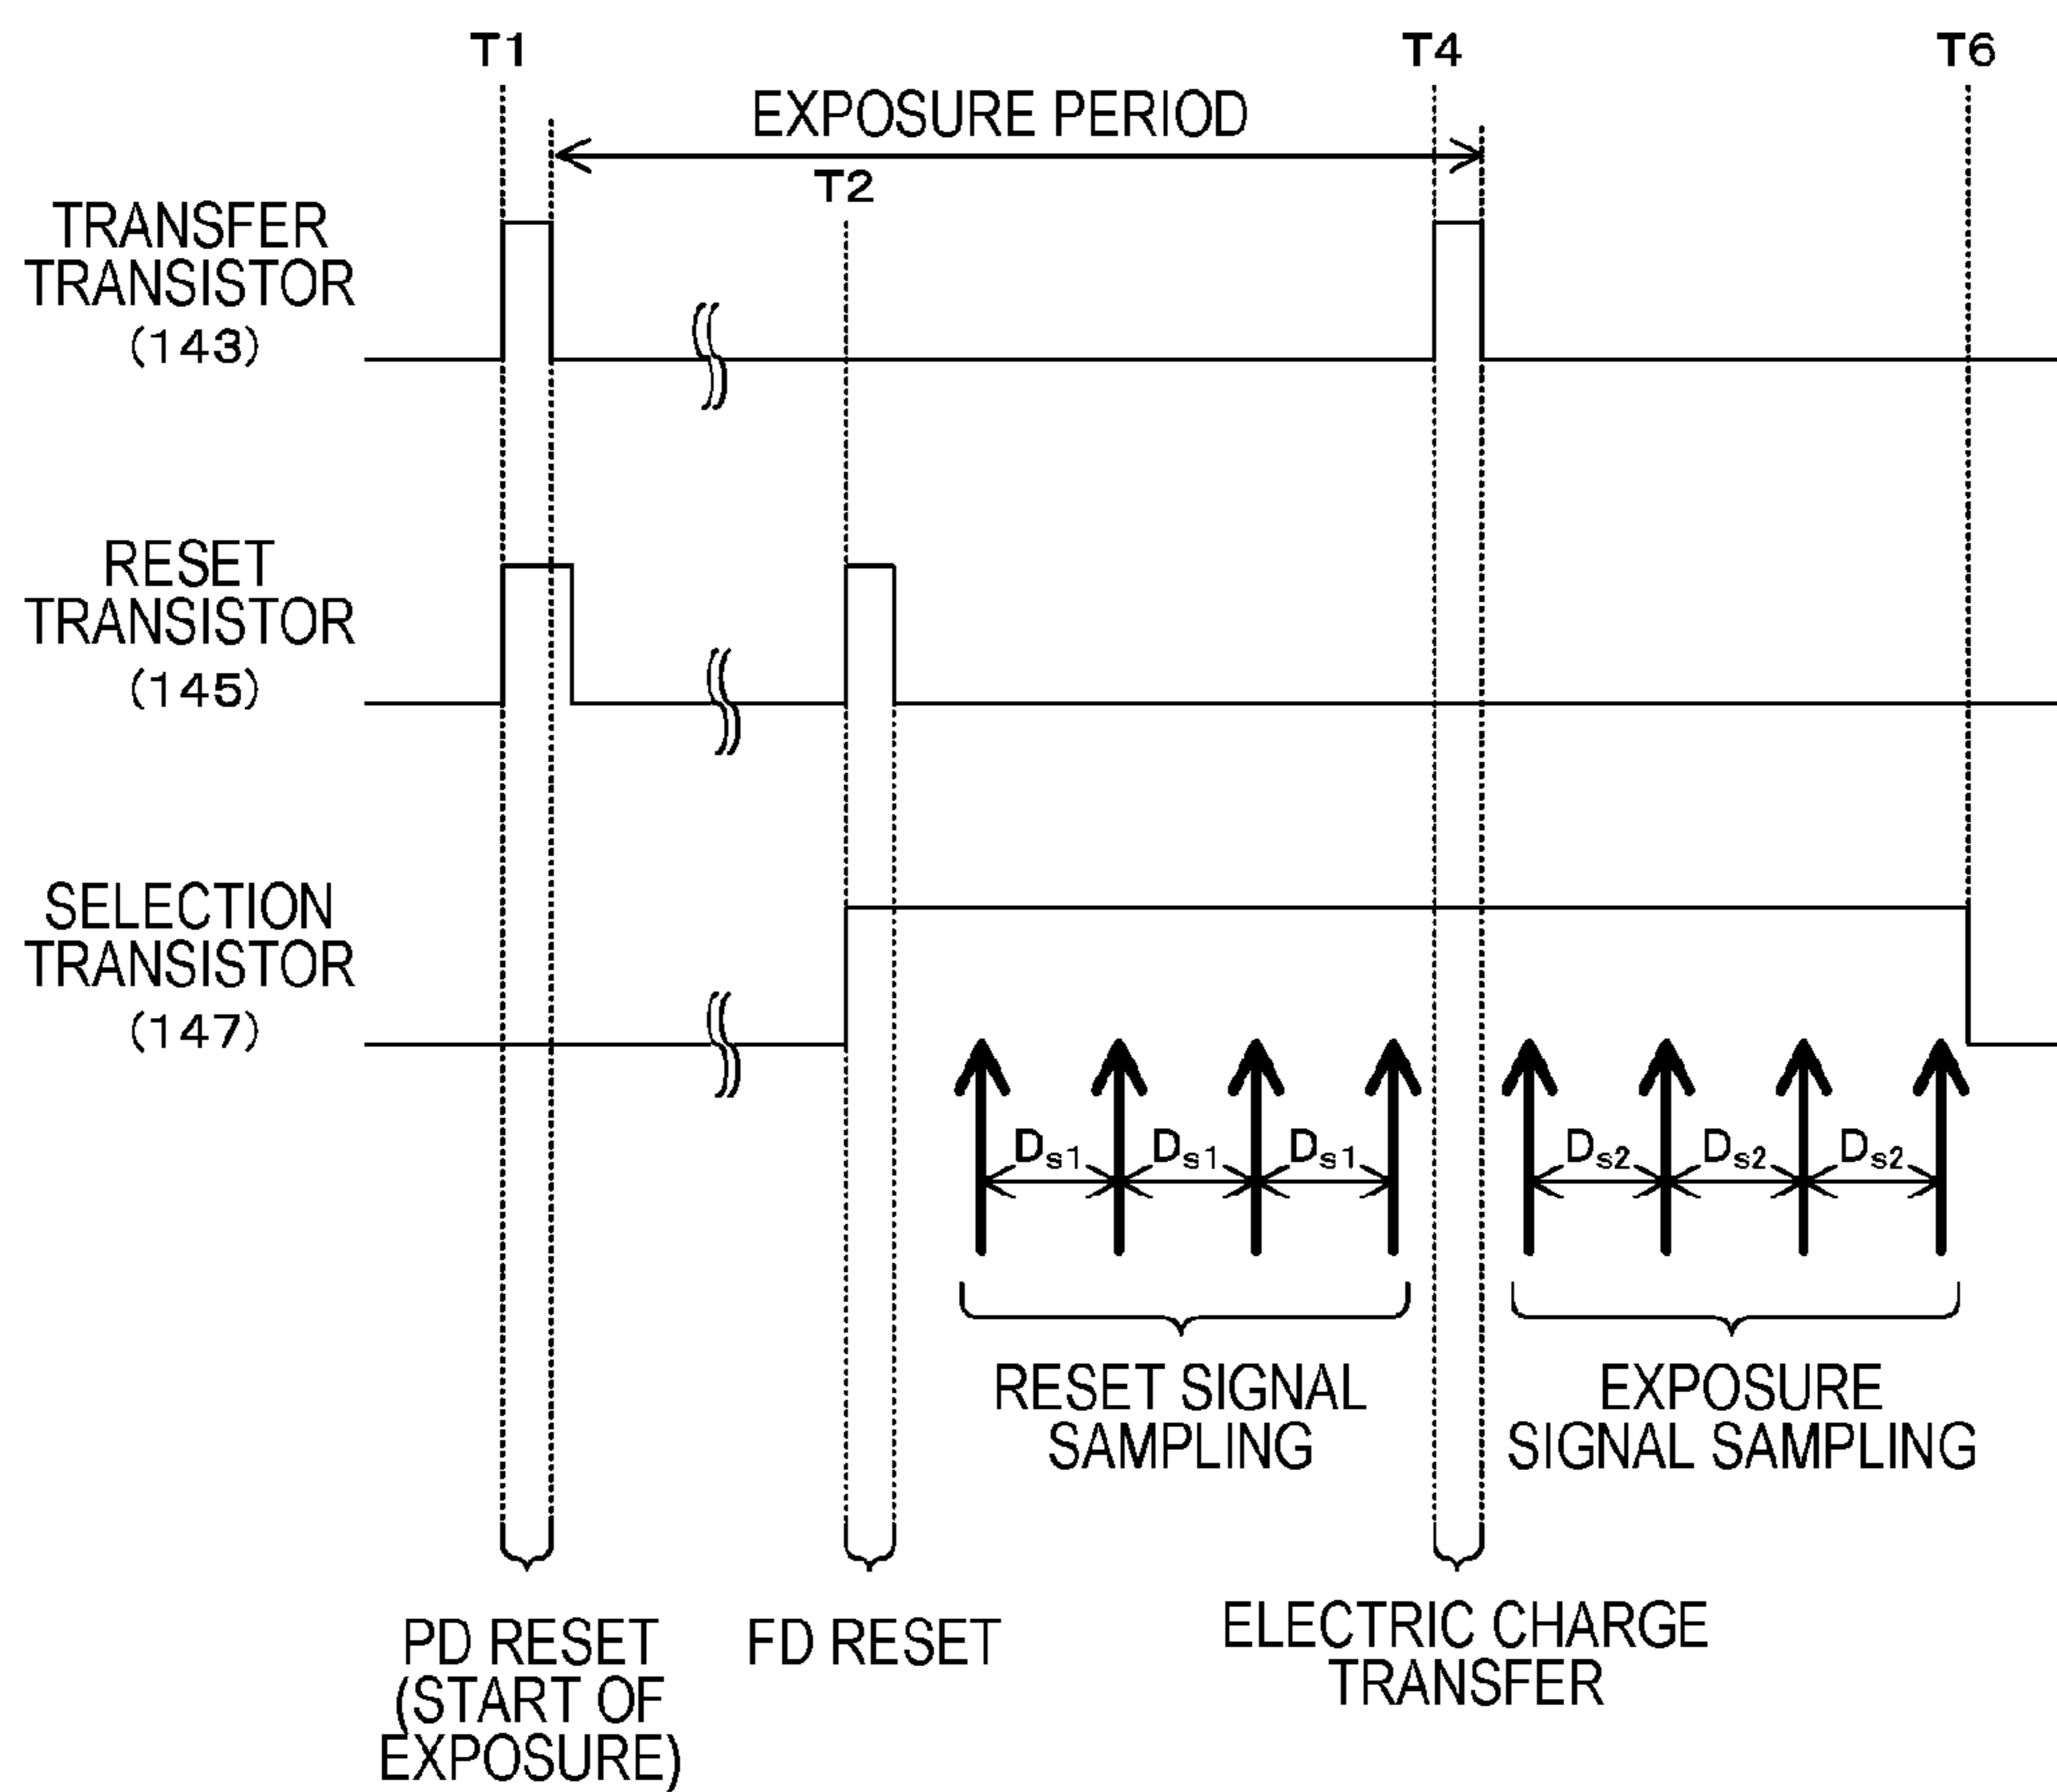 T1
T4
T6
EXPOSURE PERIOD
T2
TRANSFER
TRANSISTOR
(143)
RESET
TRANSISTOR
(145)
SELECTION
TRANSISTOR
(147)
Ds1 Ds1 Ds1 Ds2 Ds2 Ds2
RESET SIGNAL
SAMPLING
EXPOSURE
SIGNAL SAMPLING
PD RESET
(START OF
EXPOSURE)
FD RESET
ELECTRIC CHARGE
TRANSFER